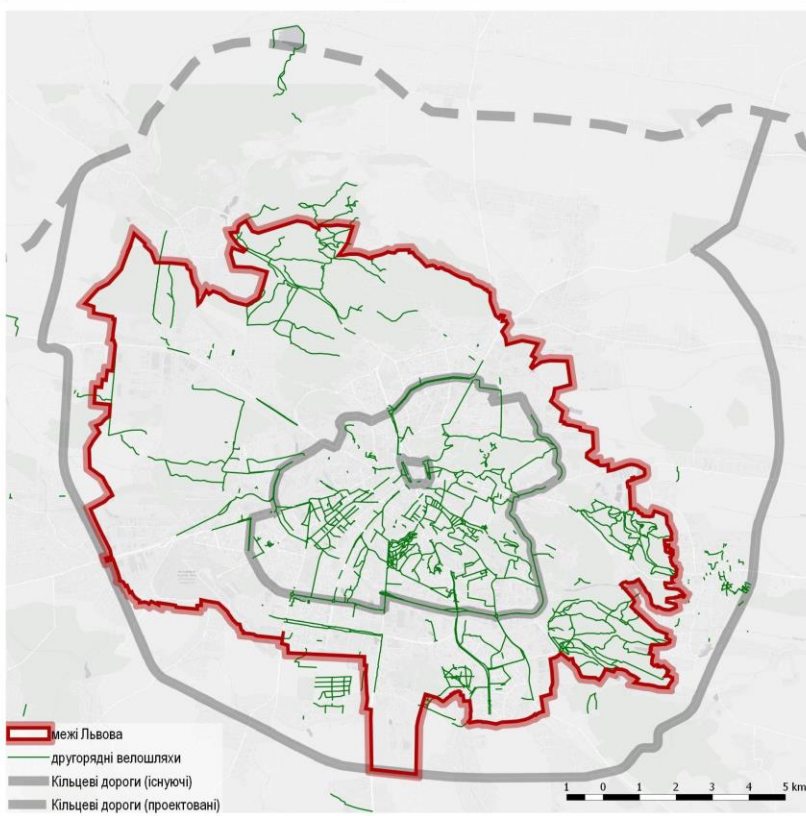 межі Львова
другорядні велошляхи
Кільцеві дороги (існуючі)
Кільцеві дороги (проектовані)
1 0 1 2 3 4 5 km